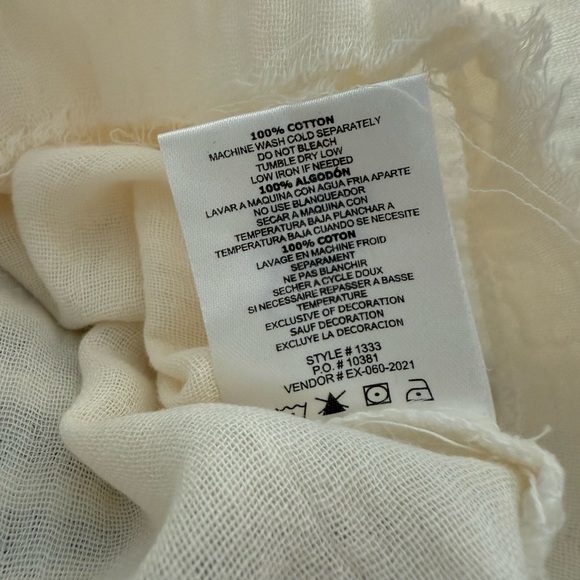 100% COTTON
MACHINE WASH COLD SEPARATELY
DO NOT BLEACH
TUMBLE DRY LOW
LOW IRON IF NEEDED
100% ALGODÓN
LAVAR A MAQUINA CON AGUA FRIA APARTE
NO USE BLANQUEADOR
SECAR A MAQUINA CON
TEMPERATURA BAJA PLANCHAR A
TEMPERATURA BAJA CUANDO SE NECESITE
100% COTON
LAVAGE EN MACHINE FROID
SEPARAMENT
NE PAS BLANCHIR
SECHER A CYCLE DOUX
SI NECESSAIRE REPASSER A BASSE
TEMPERATURE
EXCLUSIVE OF DECORATION
SAUF DECORATION
EXCLUYE LA DECORACION
STYLE # 1333
P.O. # 10381
VENDOR # EX-060-2021